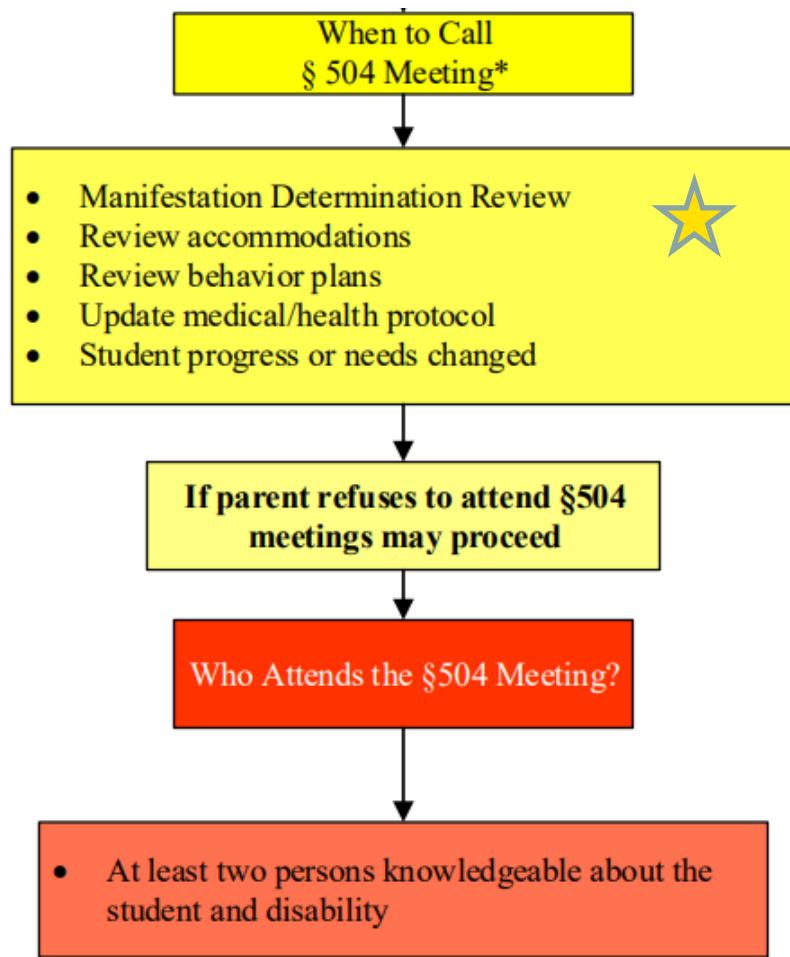 When to Call
§ 504 Meeting*
• Manifestation Determination Review
• Review accommodations
• Review behavior plans
• Update medical/health protocol
• Student progress or needs changed
If parent refuses to attend §504
meetings may proceed
Who Attends the §504 Meeting?
• At least two persons knowledgeable about the
student and disability